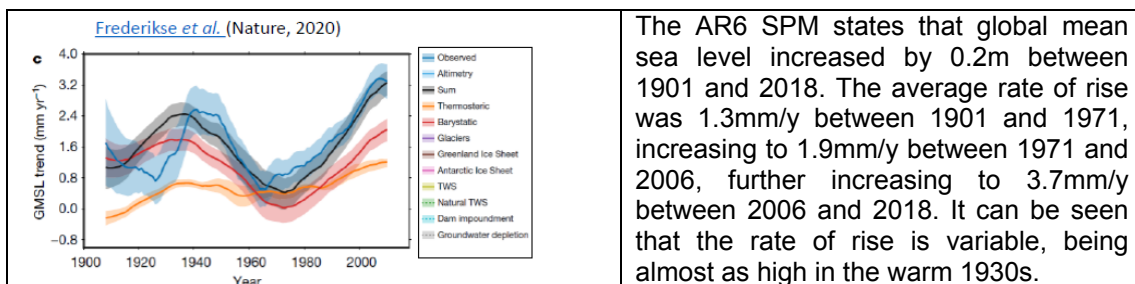 Frederikse et al. (Nature, 2020)
c
4.0
3.2
2.4
1.6
0.8
0.0
−0.8
GMSL trend (mm yr⁻¹)
1900
1920
1940
1960
1980
2000
Year
Observed
Altimetry
Sum
Thermosteric
Barystatic
Glaciers
Greenland Ice Sheet
Antarctic Ice Sheet
TWS
Natural TWS
Dam impoundment
Groundwater depletion
The AR6 SPM states that global mean
sea level increased by 0.2m between
1901 and 2018. The average rate of rise
was 1.3mm/y between 1901 and 1971,
increasing to 1.9mm/y between 1971 and
2006, further increasing to 3.7mm/y
between 2006 and 2018. It can be seen
that the rate of rise is variable, being
almost as high in the warm 1930s.